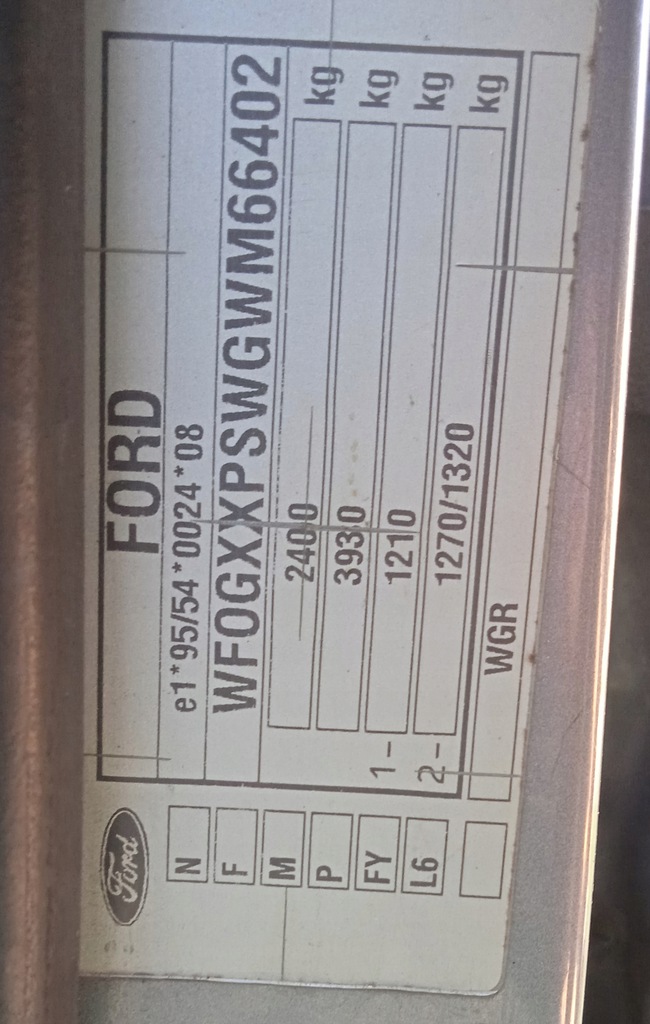 FORD
e1*95/54*0024*08
WF0GXXPSWGWM66402
2400 kg
3930 kg
1- 1210 kg
2- 1270/1320 kg
WGR
Ford
N
F
M
P
FY
L6